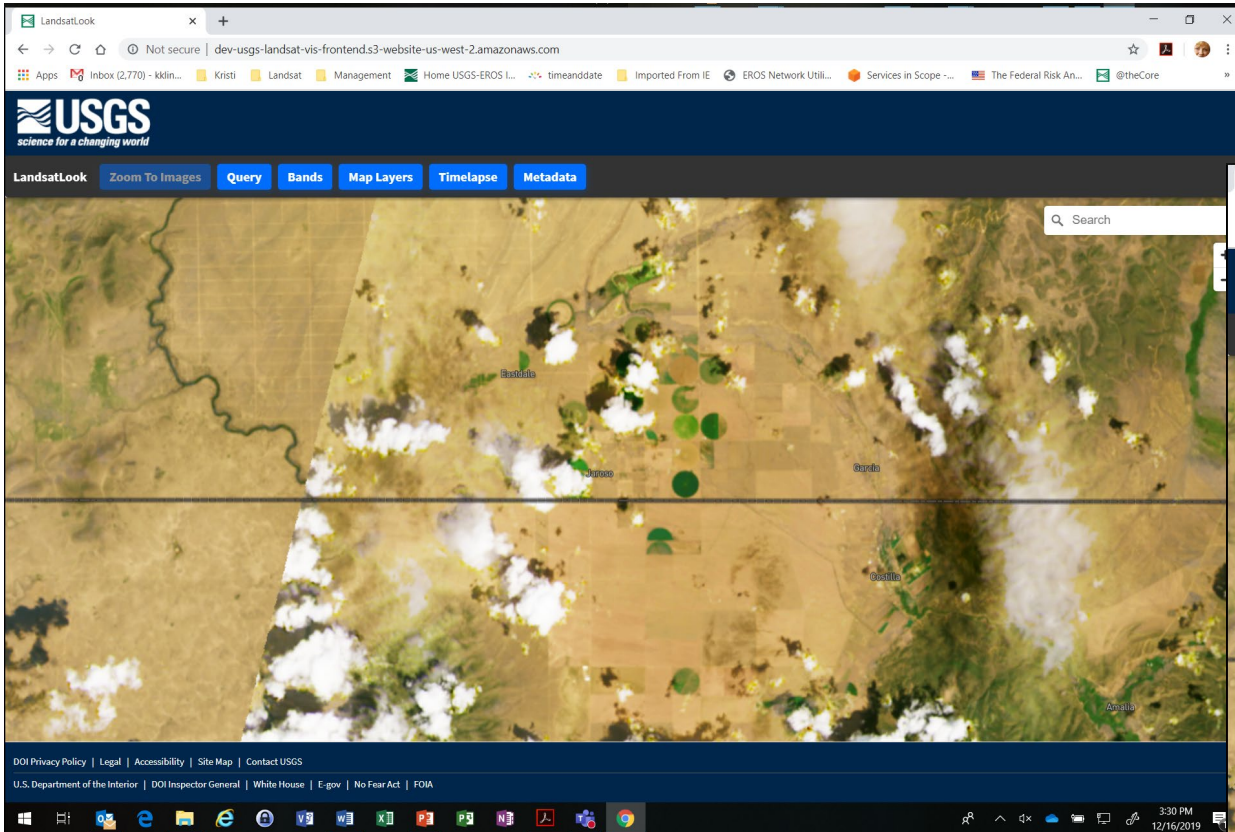 LandsatLook
Not secure | dev-usgs-landsat-vis-frontend.s3-website-us-west-2.amazonaws.com
Apps Inbox (2,770) - kklin... Kristi Landsat Management Home USGS-EROS I... timeanddate Imported From IE EROS Network Utili... Services in Scope -... The Federal Risk An... @theCore »
USGS
science for a changing world
LandsatLook Zoom To Images Query Bands Map Layers Timelapse Metadata
Search
Eastdale
Jaroso
Garcia
Costilla
Amalia
DOI Privacy Policy | Legal | Accessibility | Site Map | Contact USGS
U.S. Department of the Interior | DOI Inspector General | White House | E-gov | No Fear Act | FOIA
3:30 PM
12/16/2019